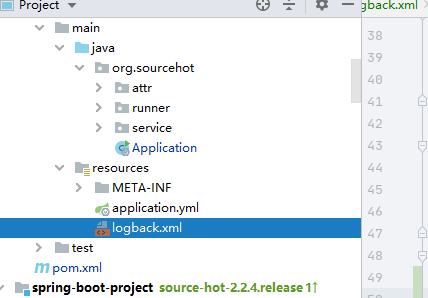 Project
gback.xml
main
java
org.sourcehot
attr
runner
service
Application
resources
META-INF
application.yml
logback.xml
test
pom.xml
spring-boot-project source-hot-2.2.4.release 1↑
38
39
40
41
42
43
44
45
46
47
48
49